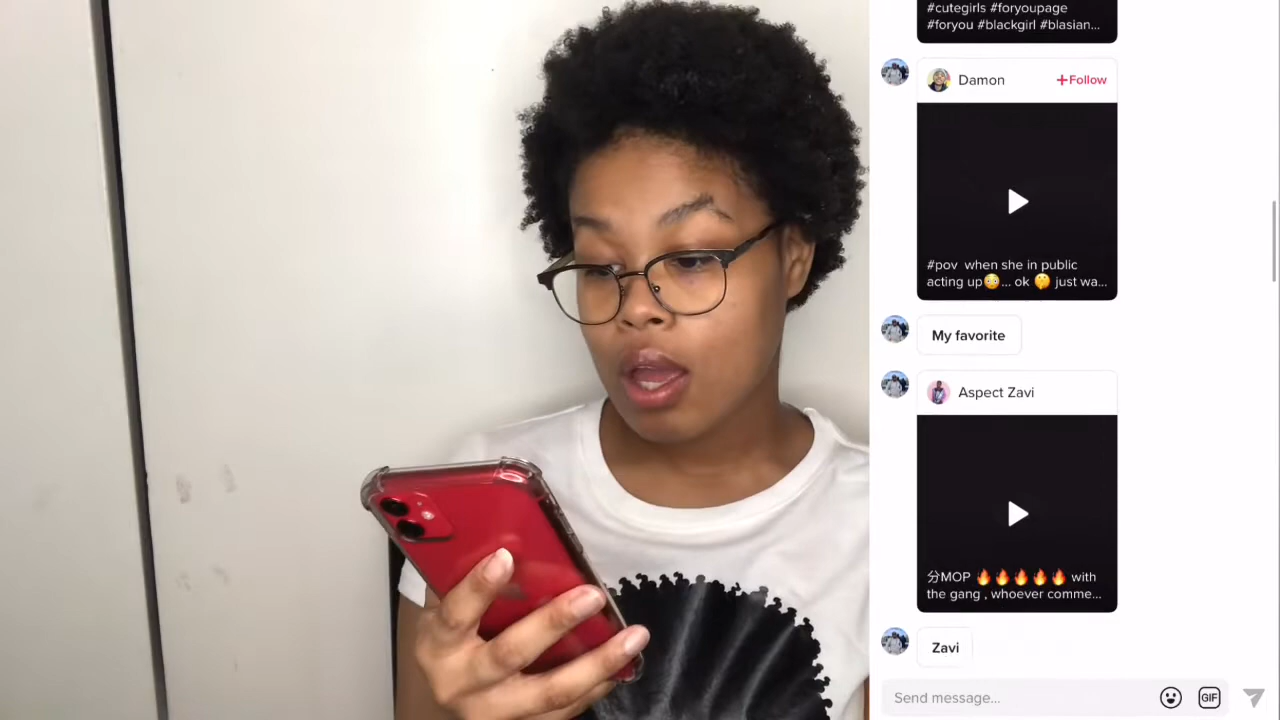 #cutegirls #foryoupage
#foryou #blackgirl #blasian...
Damon
+Follow
#pov when she in public
acting up😳... ok 🤫 just wa...
My favorite
Aspect Zavi
分MOP 🔥🔥🔥🔥🔥 with
the gang , whoever comme...
Zavi
Send message...
GIF